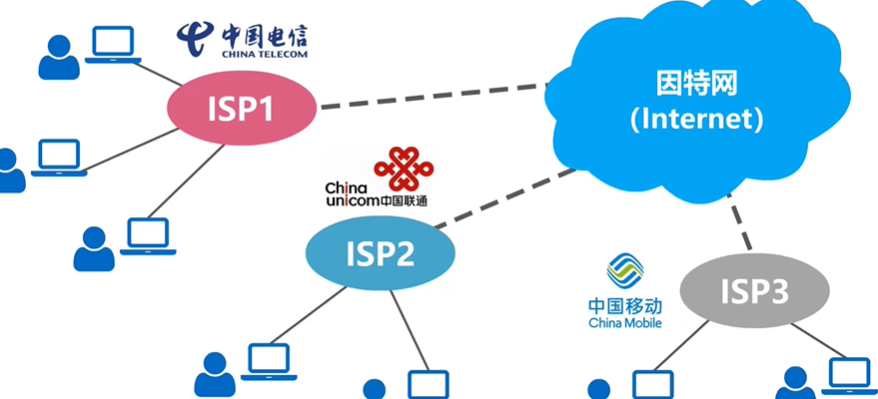 中国电信
CHINA TELECOM
ISP1
因特网
(Internet)
China
unicom中国联通
ISP2
中国移动
China Mobile
ISP3